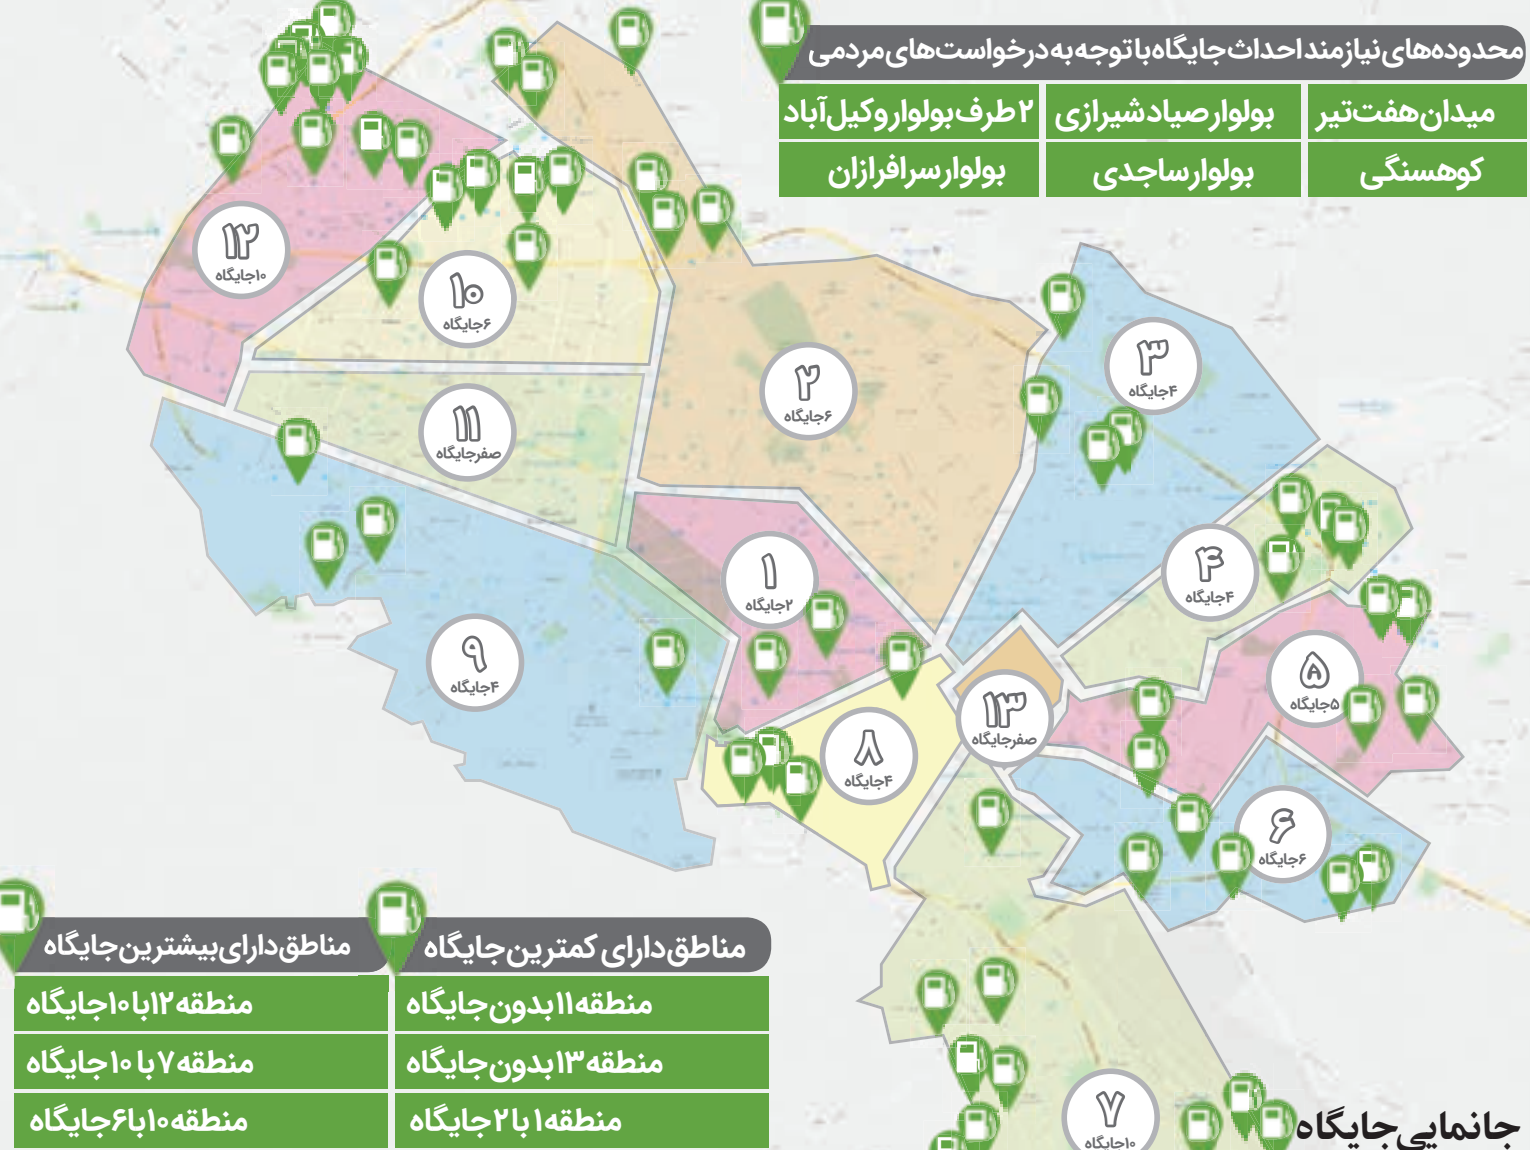 محدوده‌های نیازمند احداث جایگاه با توجه به درخواست‌های مردمی
میدان هفت‌تیر
بولوار صیاد شیرازی
۲ طرف بولوار وکیل‌آباد
کوهسنگی
بولوار ساجدی
بولوار سرافرازان
۱۲
۱۰ جایگاه
۱۰
۶ جایگاه
۱۱
صفر جایگاه
۲
۶ جایگاه
۳
۴ جایگاه
۴
۴ جایگاه
۱
۲ جایگاه
۹
۴ جایگاه
۵
۵ جایگاه
۱۳
صفر جایگاه
۸
۴ جایگاه
۶
۶ جایگاه
۷
۱۰ جایگاه
مناطق دارای کمترین جایگاه
منطقه ۱۱ بدون جایگاه
منطقه ۱۳ بدون جایگاه
منطقه ۱ با ۲ جایگاه
مناطق دارای بیشترین جایگاه
منطقه ۱۲ با ۱۰ جایگاه
منطقه ۷ با ۱۰ جایگاه
منطقه ۱۰ با ۶ جایگاه
جانمایی جایگاه